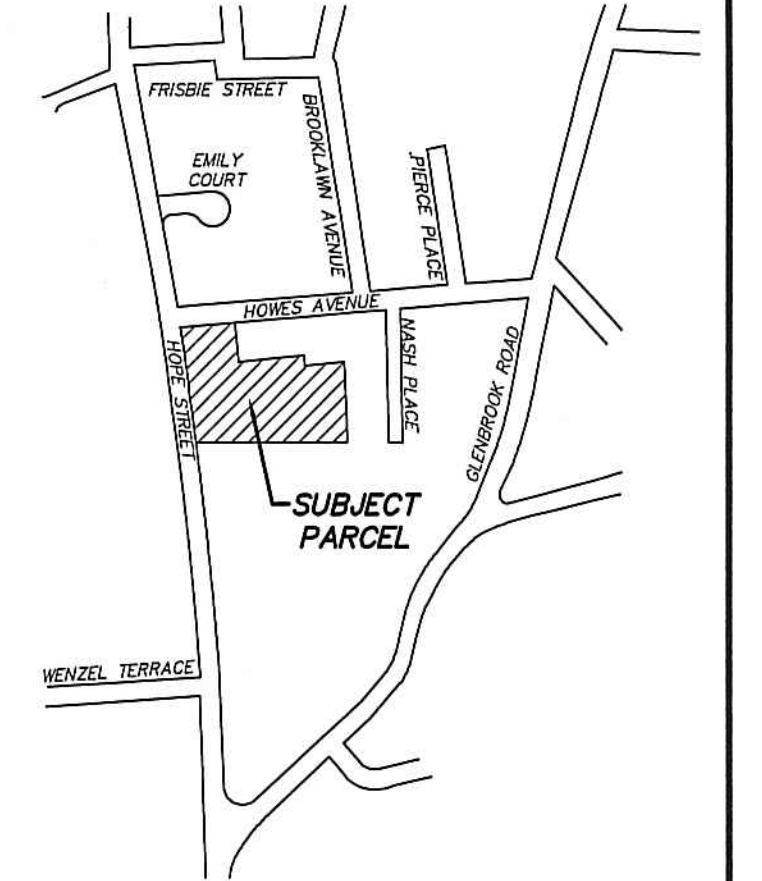 FRISBIE STREET
EMILY
COURT
BROOKLAWN AVENUE
PIERCE PLACE
HOWES AVENUE
HOPE STREET
NASH PLACE
GLENBROOK ROAD
SUBJECT
PARCEL
WENZEL TERRACE